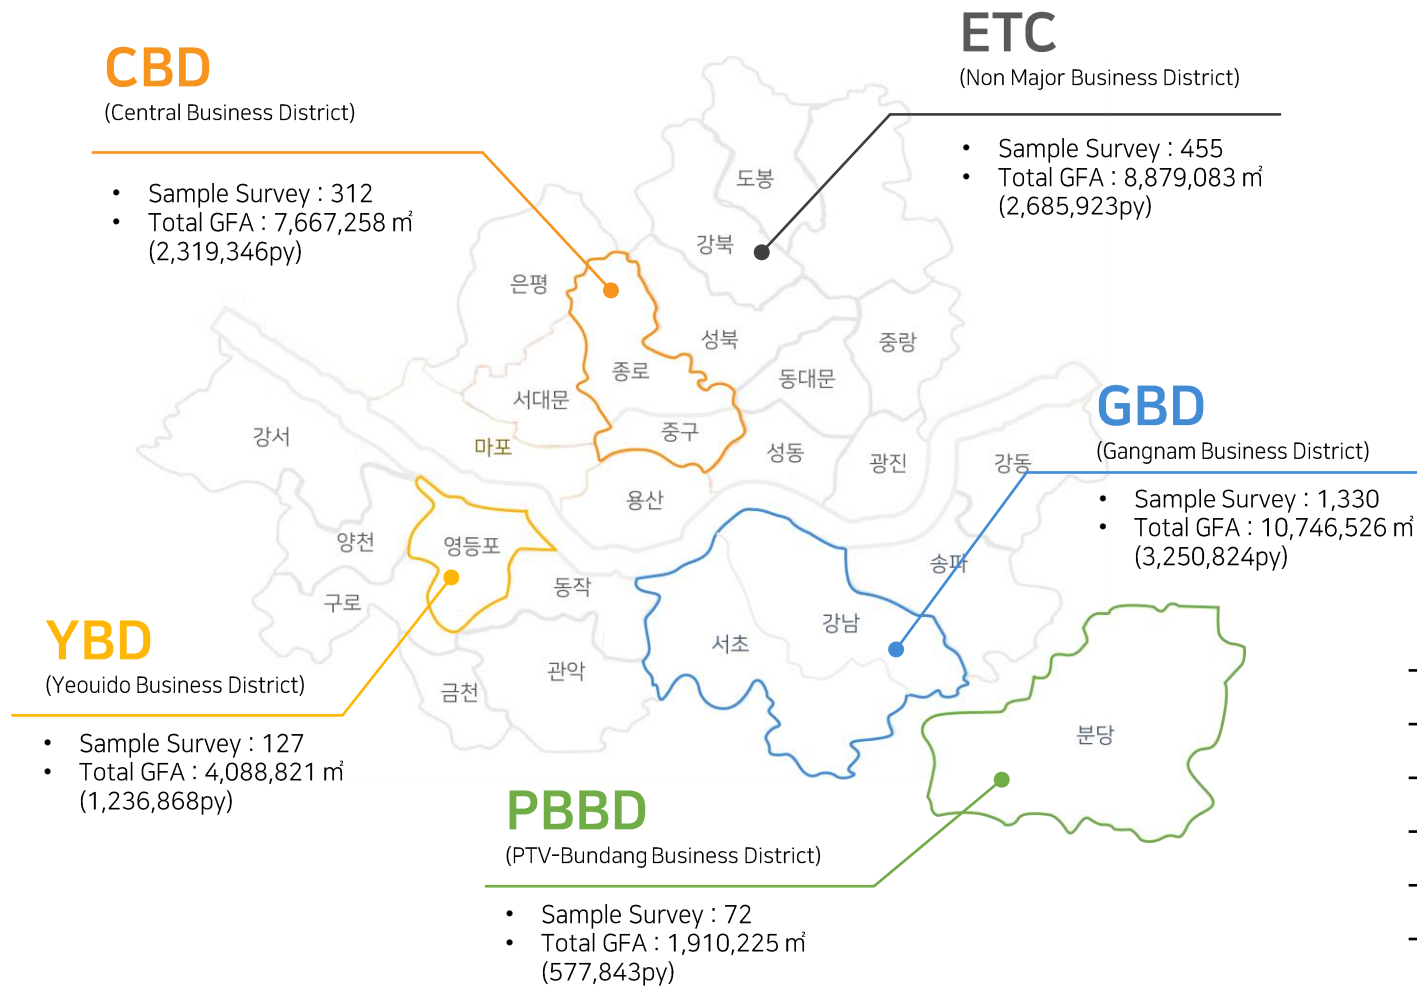 CBD
(Central Business District)
• Sample Survey : 312
• Total GFA : 7,667,258 ㎡
(2,319,346py)
ETC
(Non Major Business District)
• Sample Survey : 455
• Total GFA : 8,879,083 ㎡
(2,685,923py)
도봉
강북
은평
성북
중랑
종로
동대문
서대문
강서
마포
중구
성동
광진
강동
용산
양천
영등포
송파
동작
구로
강남
서초
관악
금천
분당
GBD
(Gangnam Business District)
• Sample Survey : 1,330
• Total GFA : 10,746,526 ㎡
(3,250,824py)
YBD
(Yeouido Business District)
• Sample Survey : 127
• Total GFA : 4,088,821 ㎡
(1,236,868py)
PBBD
(PTV-Bundang Business District)
• Sample Survey : 72
• Total GFA : 1,910,225 ㎡
(577,843py)